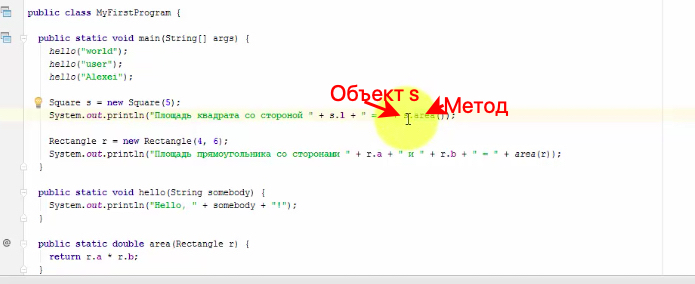 public class MyFirstProgram {
public static void main(String[] args) {
hello("world");
hello("user");
hello("Alexei");
Объект s
Метод
Square s = new Square(5);
System.out.println("Площадь квадрата со стороной " + s.l + " = s.area());
Rectangle r = new Rectangle(4, 6);
System.out.println("Площадь прямоугольника со сторонами " + r.a + " и " + r.b + " = " + area(r));
}
public static void hello(String somebody) {
System.out.println("Hello, " + somebody + "!");
}
public static double area(Rectangle r) {
return r.a * r.b;
}